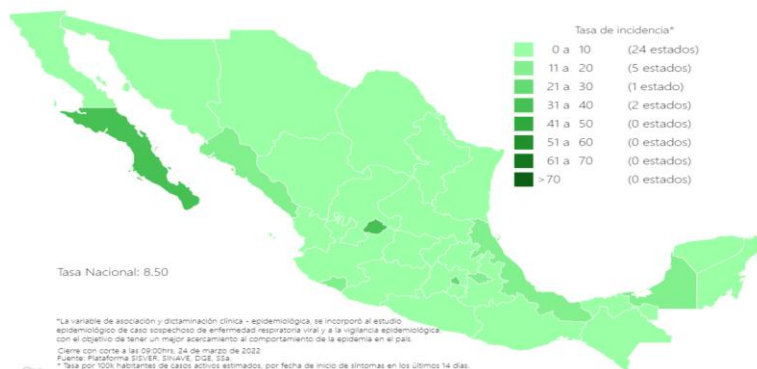 Tasa de incidencia*
0 a 10 (24 estados)
11 a 20 (5 estados)
21 a 30 (1 estado)
31 a 40 (2 estados)
41 a 50 (0 estados)
51 a 60 (0 estados)
61 a 70 (0 estados)
>70 (0 estados)
Tasa Nacional: 8.50
*La variable de asociación y dictaminación clínica - epidemiológica, se incorporó al estudio
epidemiológico de caso sospechoso de enfermedad respiratoria viral y a la vigilancia epidemiológica
con el objetivo de tener un mejor acercamiento al comportamiento de la epidemia en el país.
Cierre con corte a las 09:00hrs, 24 de marzo de 2022
Fuente: Plataforma SISVER, SINAVE, DGE, SSa.
* Tasa por 100k habitantes de casos activos estimados, por fecha de inicio de síntomas en los últimos 14 días.